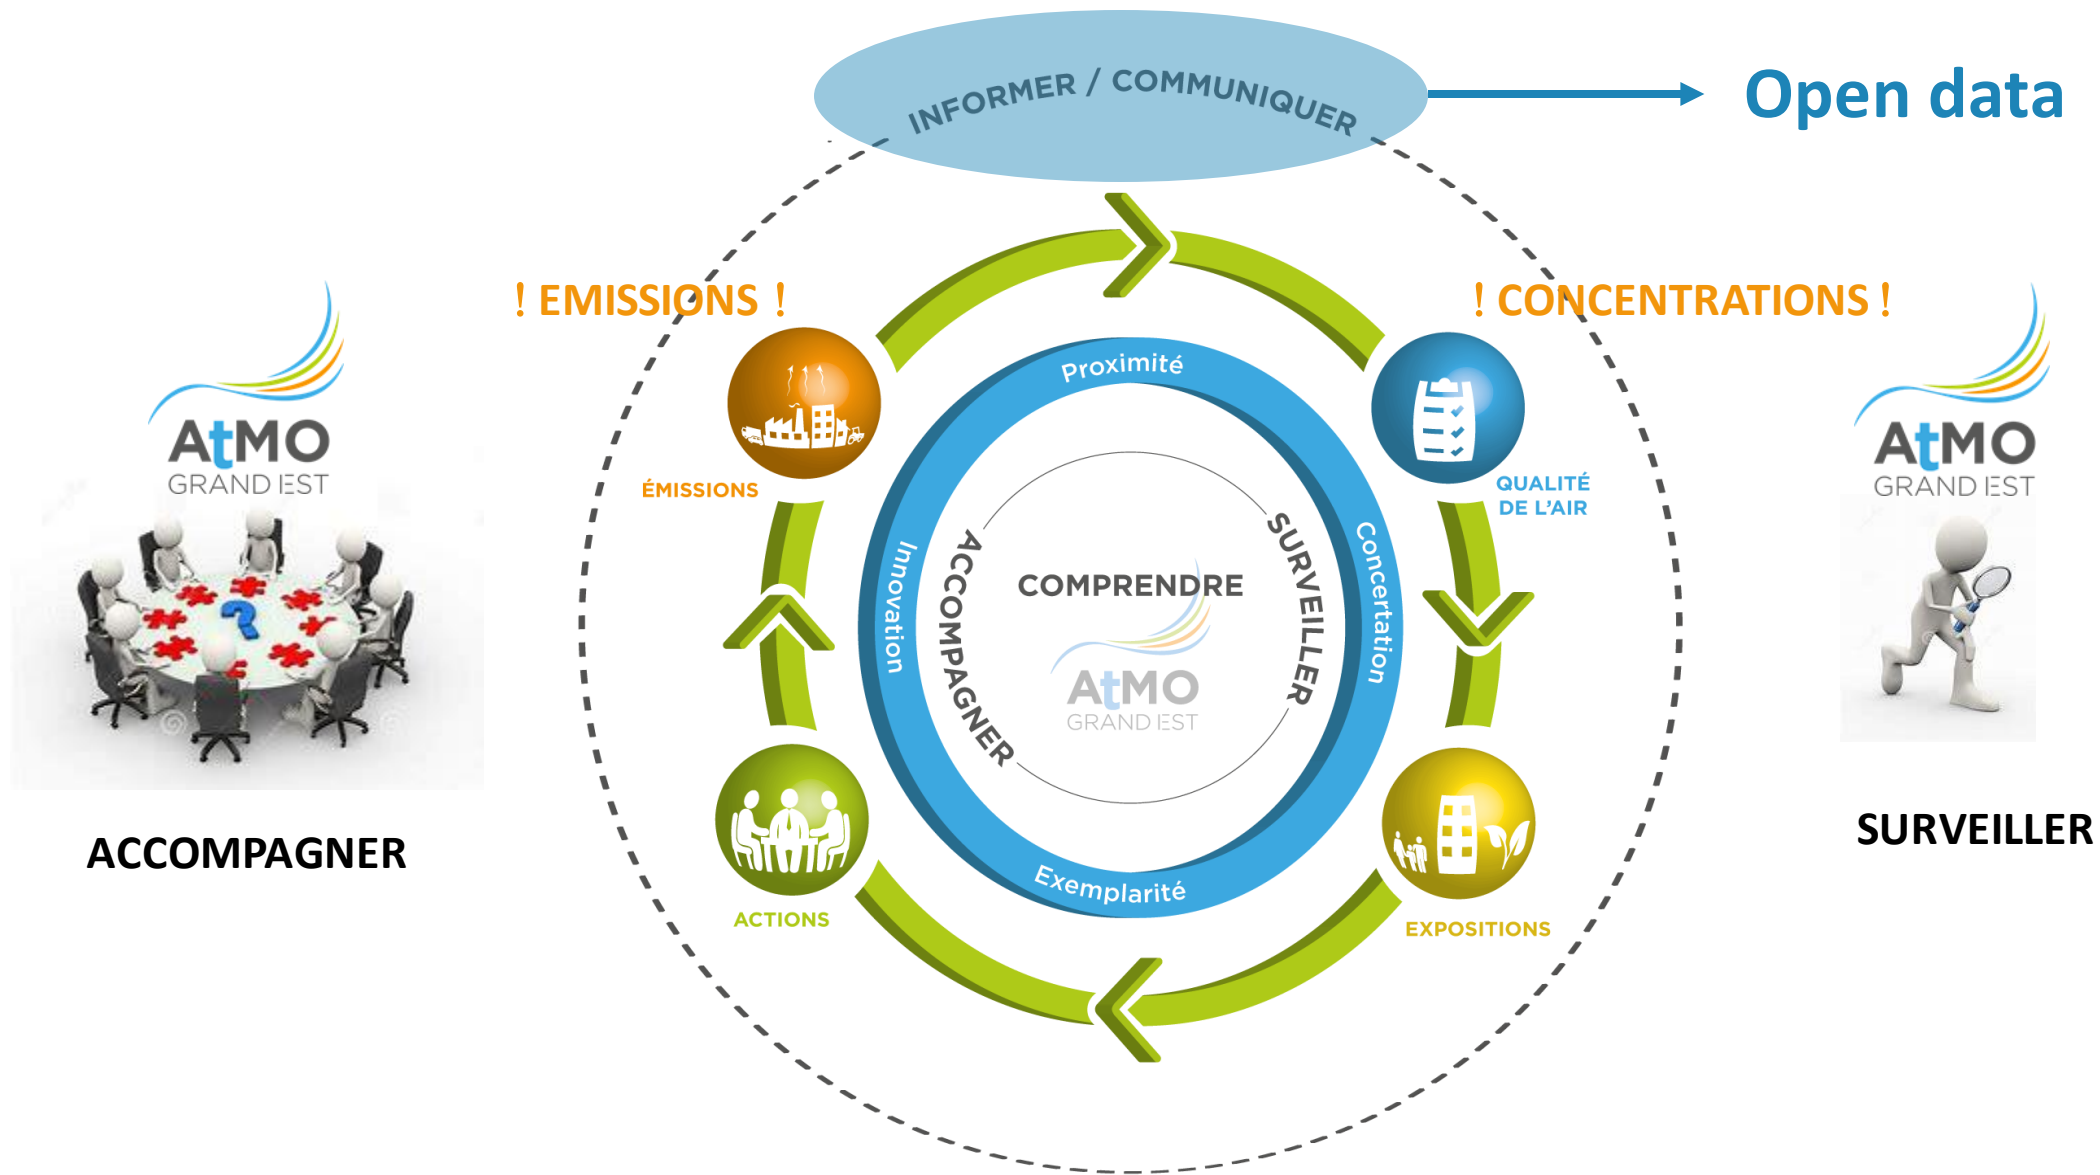 INFORMER / COMMUNIQUER
Open data
! EMISSIONS !
! CONCENTRATIONS !
AtMO
GRAND EST
AtMO
GRAND EST
Proximité
ÉMISSIONS
QUALITÉ
DE L'AIR
Innovation
Concertation
ACCOMPAGNER
COMPRENDRE
SURVEILLER
AtMO
GRAND EST
Exemplarité
ACTIONS
EXPOSITIONS
ACCOMPAGNER
SURVEILLER